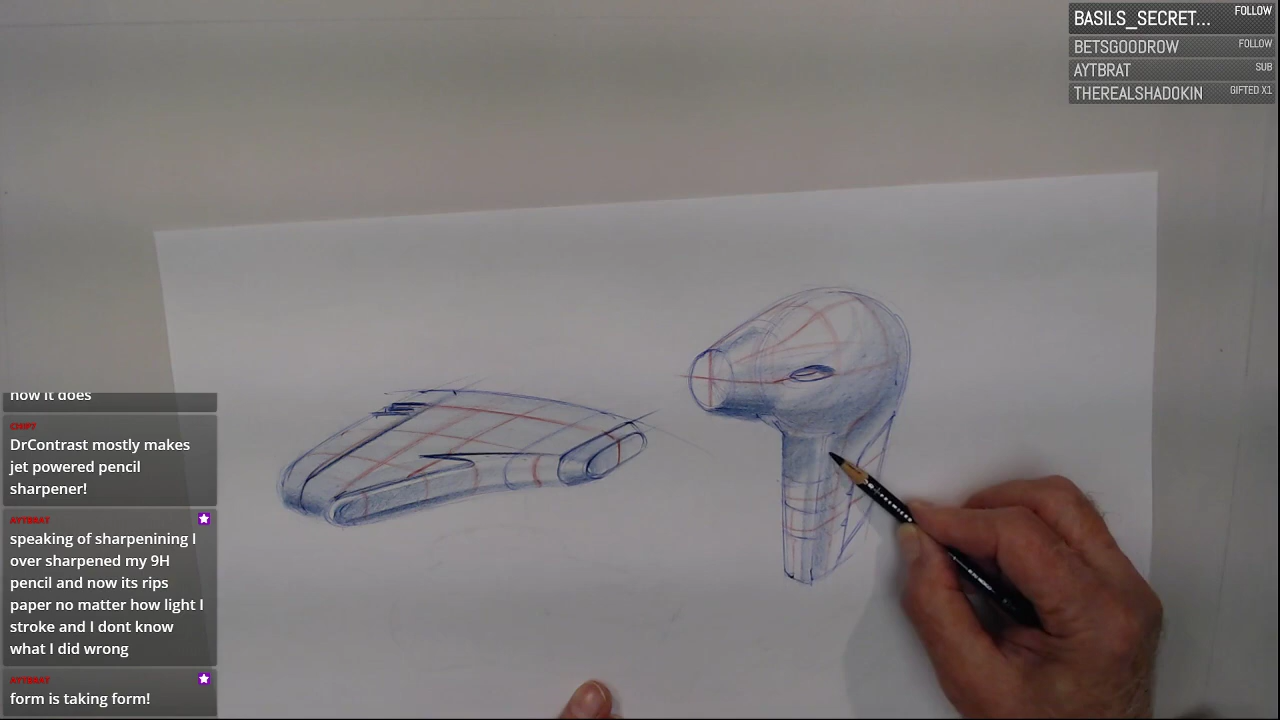 BASILS_SECRET... FOLLOW
BETSGOODROW FOLLOW
AYTBRAT SUB
THEREALSHADOKIN GIFTED X1
now it does
DrContrast mostly makes
jet powered pencil
sharpener!
AYTBRAT
speaking of sharpenining I
over sharpened my 9H
pencil and now its rips
paper no matter how light I
stroke and I dont know
what I did wrong
AYTBRAT
form is taking form!